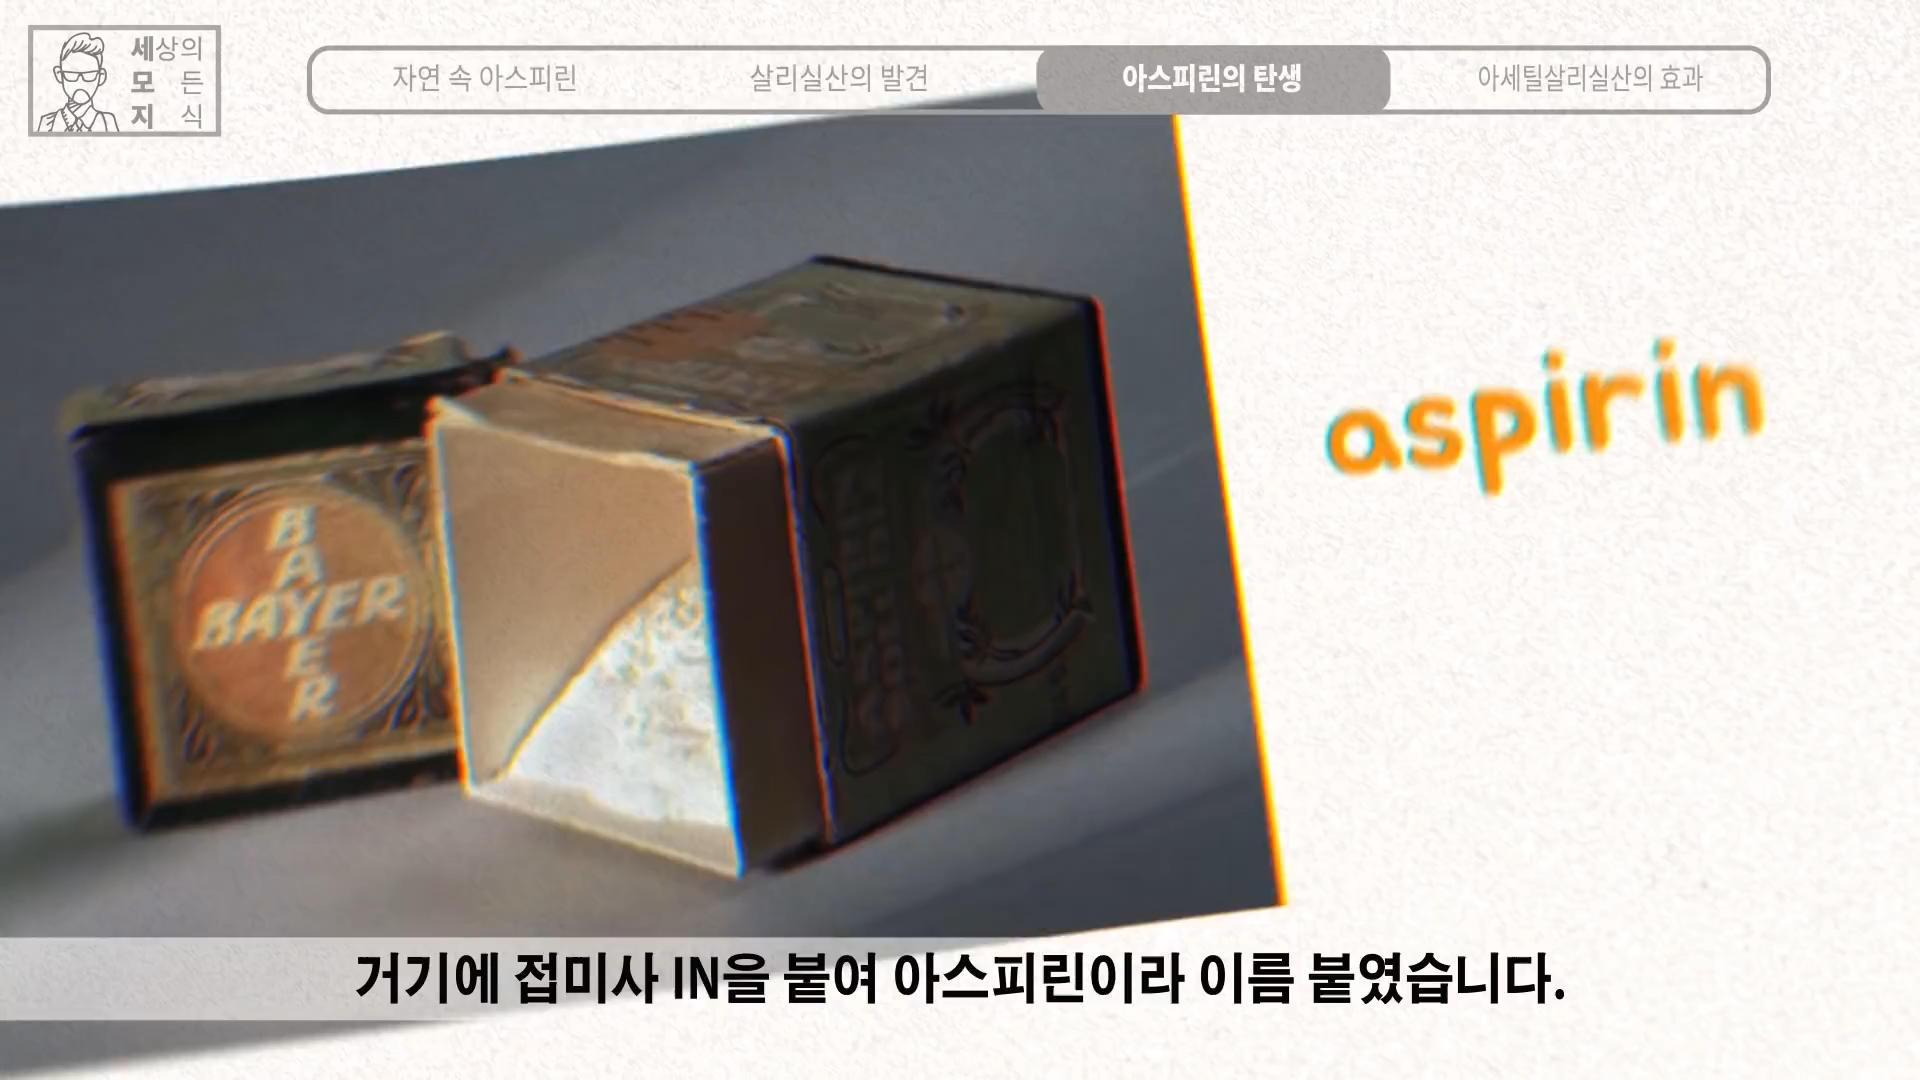 세상의
모 든
지 식
자연 속 아스피린
살리실산의 발견
아스피린의 탄생
아세틸살리실산의 효과
aspirin
BAYER
BAYER
거기에 접미사 IN을 붙여 아스피린이라 이름 붙였습니다.